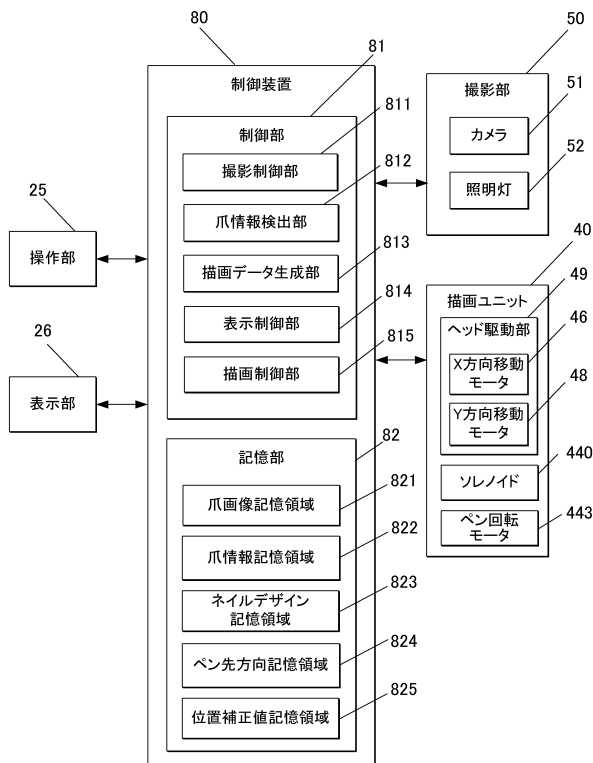 80
制御装置
81
制御部
811
撮影制御部
812
爪情報検出部
813
描画データ生成部
814
表示制御部
815
描画制御部
82
記憶部
821
爪画像記憶領域
822
爪情報記憶領域
823
ネイルデザイン
記憶領域
824
ペン先方向記憶領域
825
位置補正値記憶領域
25
操作部
26
表示部
50
撮影部
51
カメラ
52
照明灯
40
描画ユニット
49
ヘッド駆動部
46
X方向移動
モータ
48
Y方向移動
モータ
440
ソレノイド
443
ペン回転
モータ